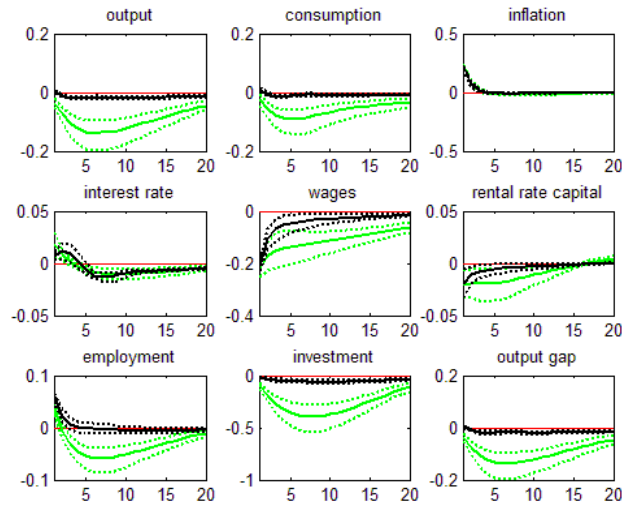 output consumption inflation
0.2 0.2 0.5
0 0 0
-0.2 -0.2 -0.5
5 10 15 20 5 10 15 20 5 10 15 20
interest rate wages rental rate capital
0.05 0 0.05
0 -0.2 0
-0.05 -0.4 -0.05
5 10 15 20 5 10 15 20 5 10 15 20
employment investment output gap
0.1 0 0.2
0 -0.5 0
-0.1 -1 -0.2
5 10 15 20 5 10 15 20 5 10 15 20